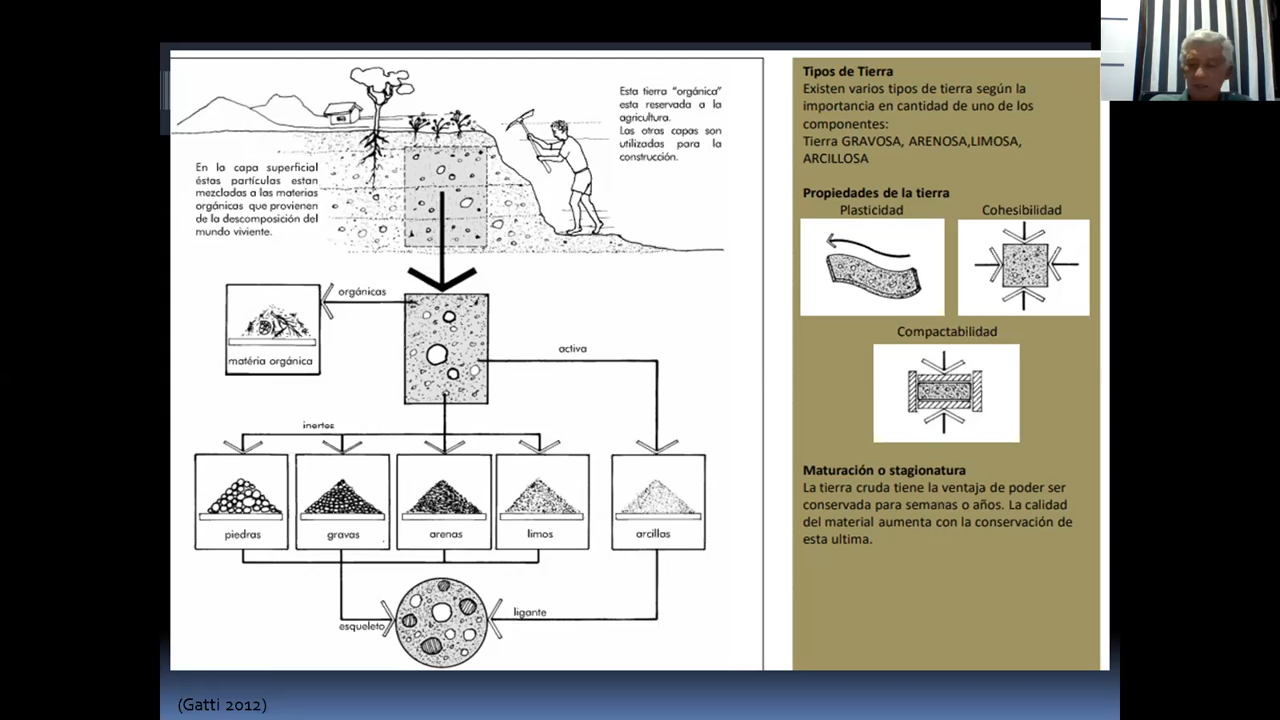 Esta tierra "orgánica"
esta reservada a la
agricultura.
Las otras capas son
utilizadas para la
construcción.
En la capa superficial
éstas partículas estan
mezcladas a las materias
orgánicas que provienen
de la descomposición del
mundo viviente.
orgánicas
matéria orgánica
activa
inertes
piedras
gravas
arenas
limos
arcillas
esqueleto
ligante
Tipos de Tierra
Existen varios tipos de tierra según la
importancia en cantidad de uno de los
componentes:
Tierra GRAVOSA, ARENOSA,LIMOSA,
ARCILLOSA
Propiedades de la tierra
Plasticidad
Cohesibilidad
Compactabilidad
Maturación o stagionatura
La tierra cruda tiene la ventaja de poder ser
conservada para semanas o años. La calidad
del material aumenta con la conservación de
esta ultima.
(Gatti 2012)